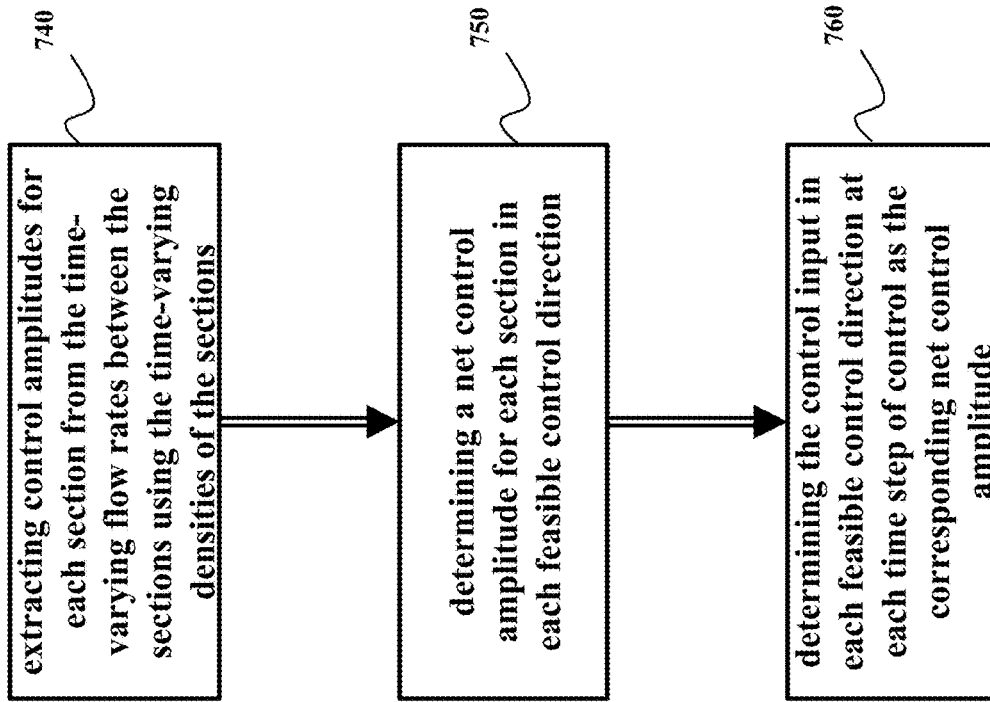 740
extracting control amplitudes for
each section from the time-
varying flow rates between the
sections using the time-varying
densities of the sections
750
determining a net control
amplitude for each section in
each feasible control direction
760
determining the control input in
each feasible control direction at
each time step of control as the
corresponding net control
amplitude